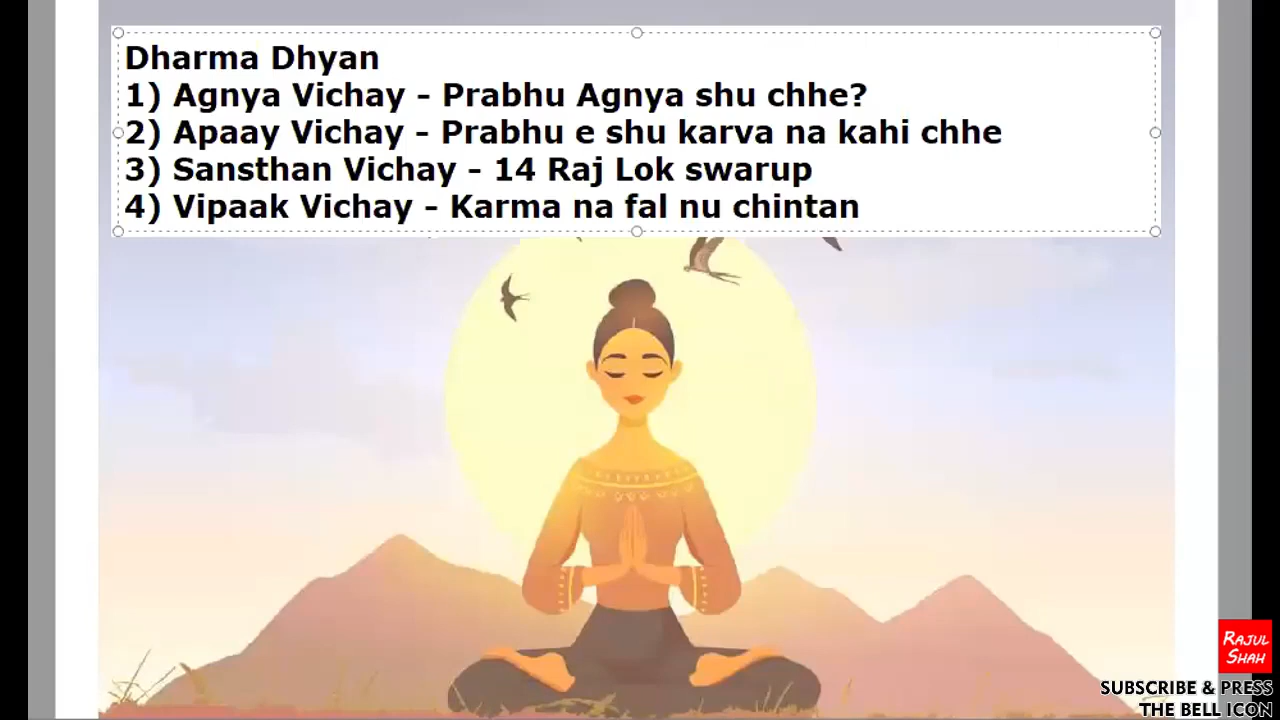 Dharma Dhyan
1) Agnya Vichay - Prabhu Agnya shu chhe?
2) Apaay Vichay - Prabhu e shu karva na kahi chhe
3) Sansthan Vichay - 14 Raj Lok swarup
4) Vipaak Vichay - Karma na fal nu chintan
RAJUL
SHAH
SUBSCRIBE & PRESS
THE BELL ICON